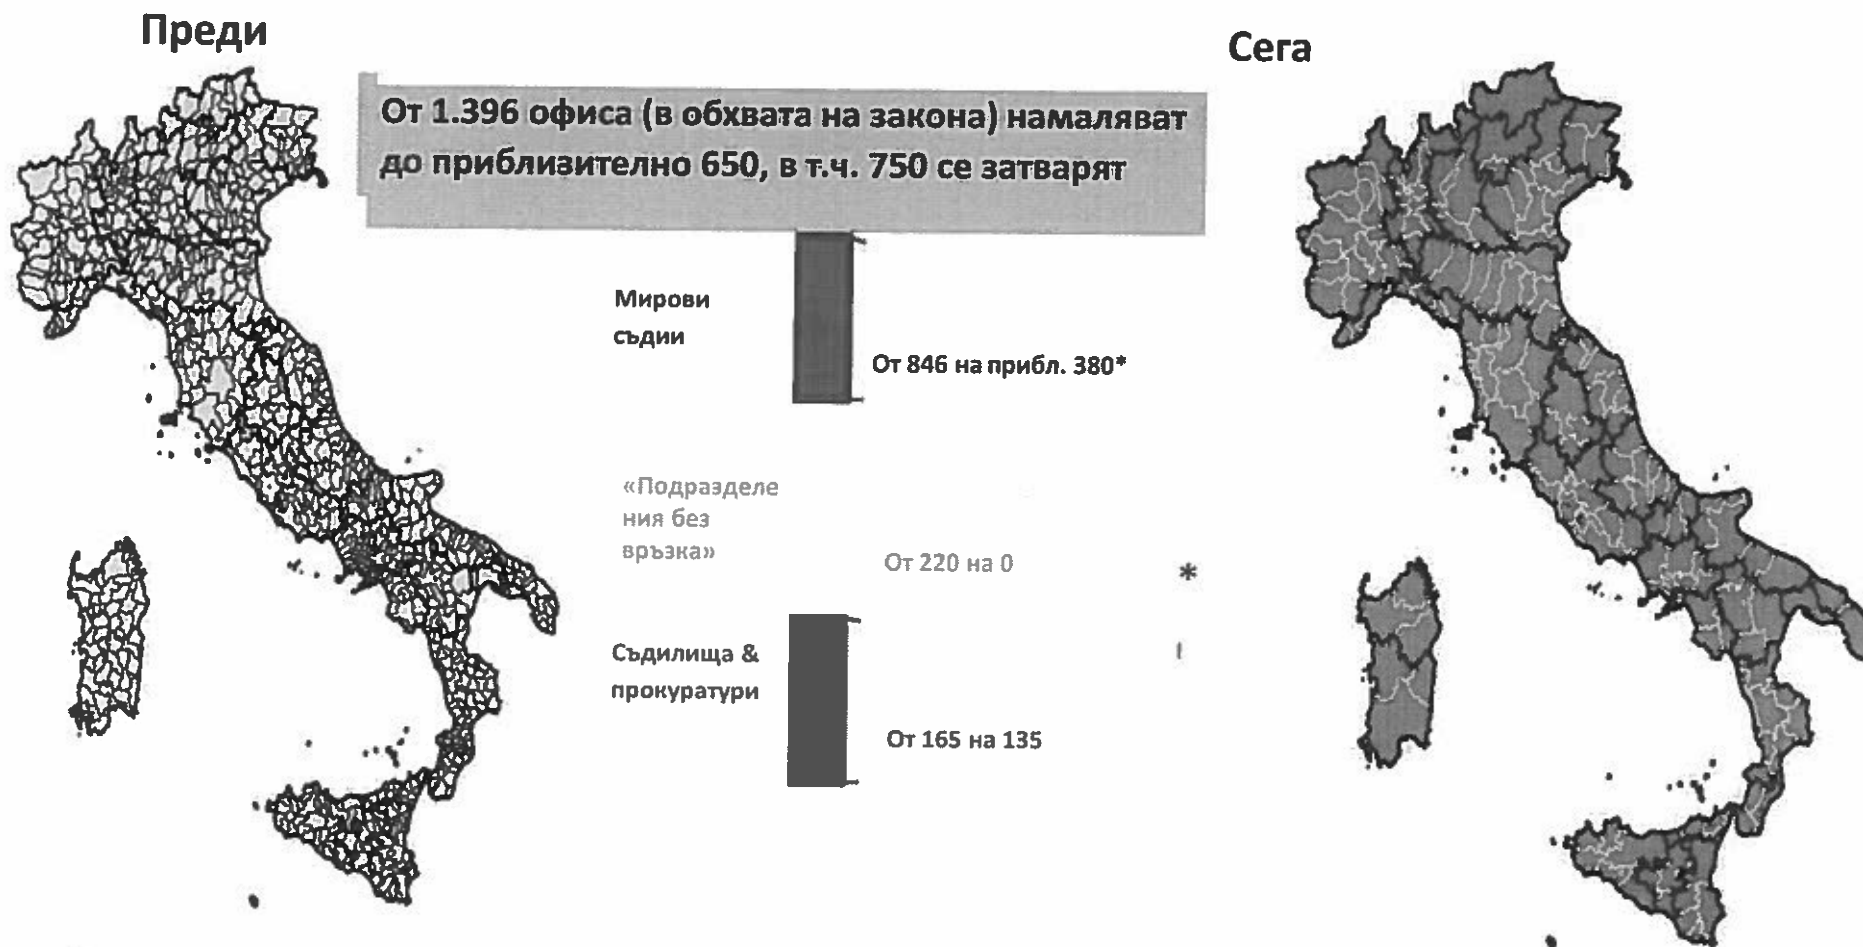 Преди
Сега
От 1.396 офиса (в обхвата на закона) намаляват
до приблизително 650, в т.ч. 750 се затварят
Мирови
съдии
От 846 на прибл. 380*
«Подразделе
ния без
връзка»
От 220 на 0
*
Съдилища &
прокуратури
От 165 на 135